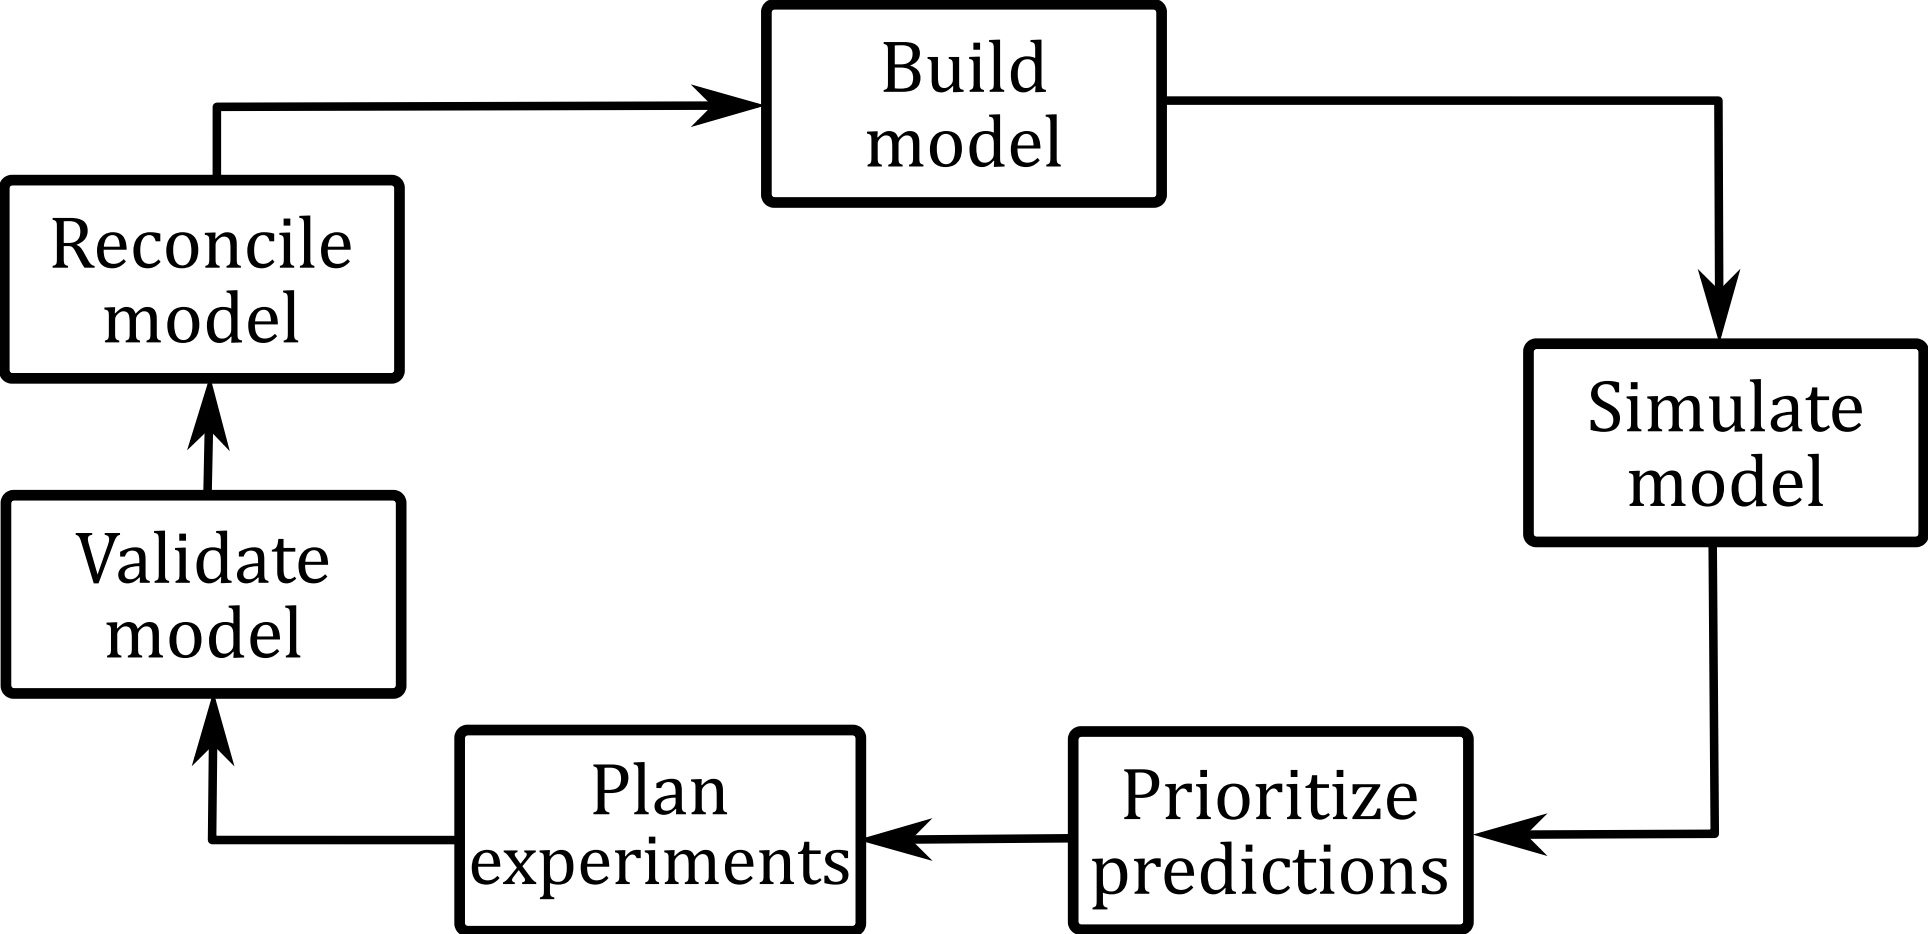 Build
model
Simulate
model
Prioritize
predictions
Plan
experiments
Validate
model
Reconcile
model